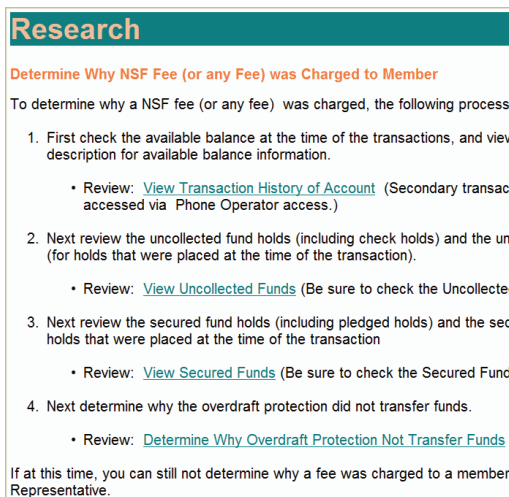 Research
Determine Why NSF Fee (or any Fee) was Charged to Member
To determine why a NSF fee (or any fee)  was charged, the following process
1. First check the available balance at the time of the transactions, and view
description for available balance information.
• Review:  View Transaction History of Account  (Secondary transac
accessed via  Phone Operator access.)
2. Next review the uncollected fund holds (including check holds) and the un
(for holds that were placed at the time of the transaction).
• Review:  View Uncollected Funds (Be sure to check the Uncollecte
3. Next review the secured fund holds (including pledged holds) and the sec
holds that were placed at the time of the transaction
• Review:  View Secured Funds (Be sure to check the Secured Fund
4. Next determine why the overdraft protection did not transfer funds.
• Review:  Determine Why Overdraft Protection Not Transfer Funds
If at this time, you can still not determine why a fee was charged to a member
Representative.